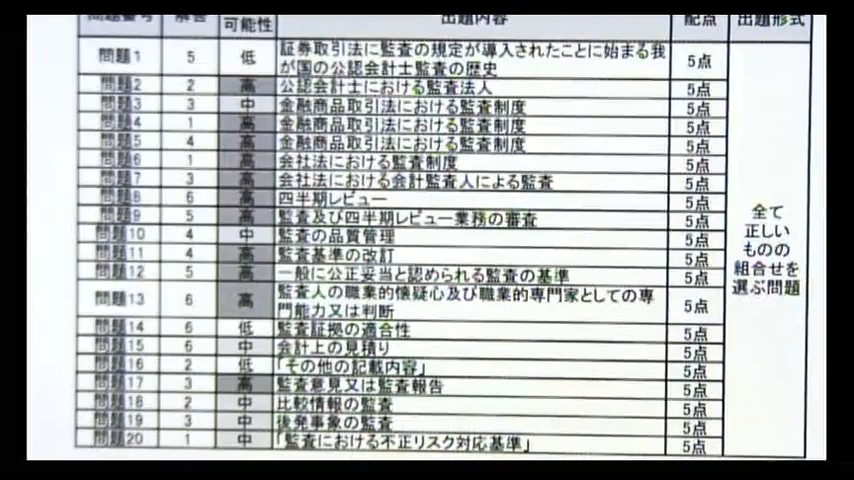 問題番号 解答 可能性 出題内容 配点 出題形式
問題1 5 低 証券取引法に監査の規定が導入されたことに始まる我 5点
が国の公認会計士監査の歴史
問題2 2 高 公認会計士における監査法人 5点
問題3 3 中 金融商品取引法における監査制度 5点
問題4 1 高 金融商品取引法における監査制度 5点
問題5 4 高 金融商品取引法における監査制度 5点
問題6 1 高 会社法における監査制度 5点
問題7 3 高 会社法における会計監査人による監査 5点
問題8 6 高 四半期レビュー 5点
問題9 5 高 監査及び四半期レビュー業務の審査 5点
問題10 4 中 監査の品質管理 5点
問題11 4 高 監査基準の改訂 5点
問題12 5 高 一般に公正妥当と認められる監査の基準 5点
問題13 6 高 監査人の職業的懐疑心及び職業的専門家としての専 5点
門能力又は判断
問題14 6 低 監査証拠の適合性 5点
問題15 6 中 会計上の見積り 5点
問題16 2 低 「その他の記載内容」 5点
問題17 3 高 監査意見又は監査報告 5点
問題18 2 中 比較情報の監査 5点
問題19 3 中 後発事象の監査 5点
問題20 1 中 「監査における不正リスク対応基準」 5点
全て
正しい
ものの
組合せを
選ぶ問題